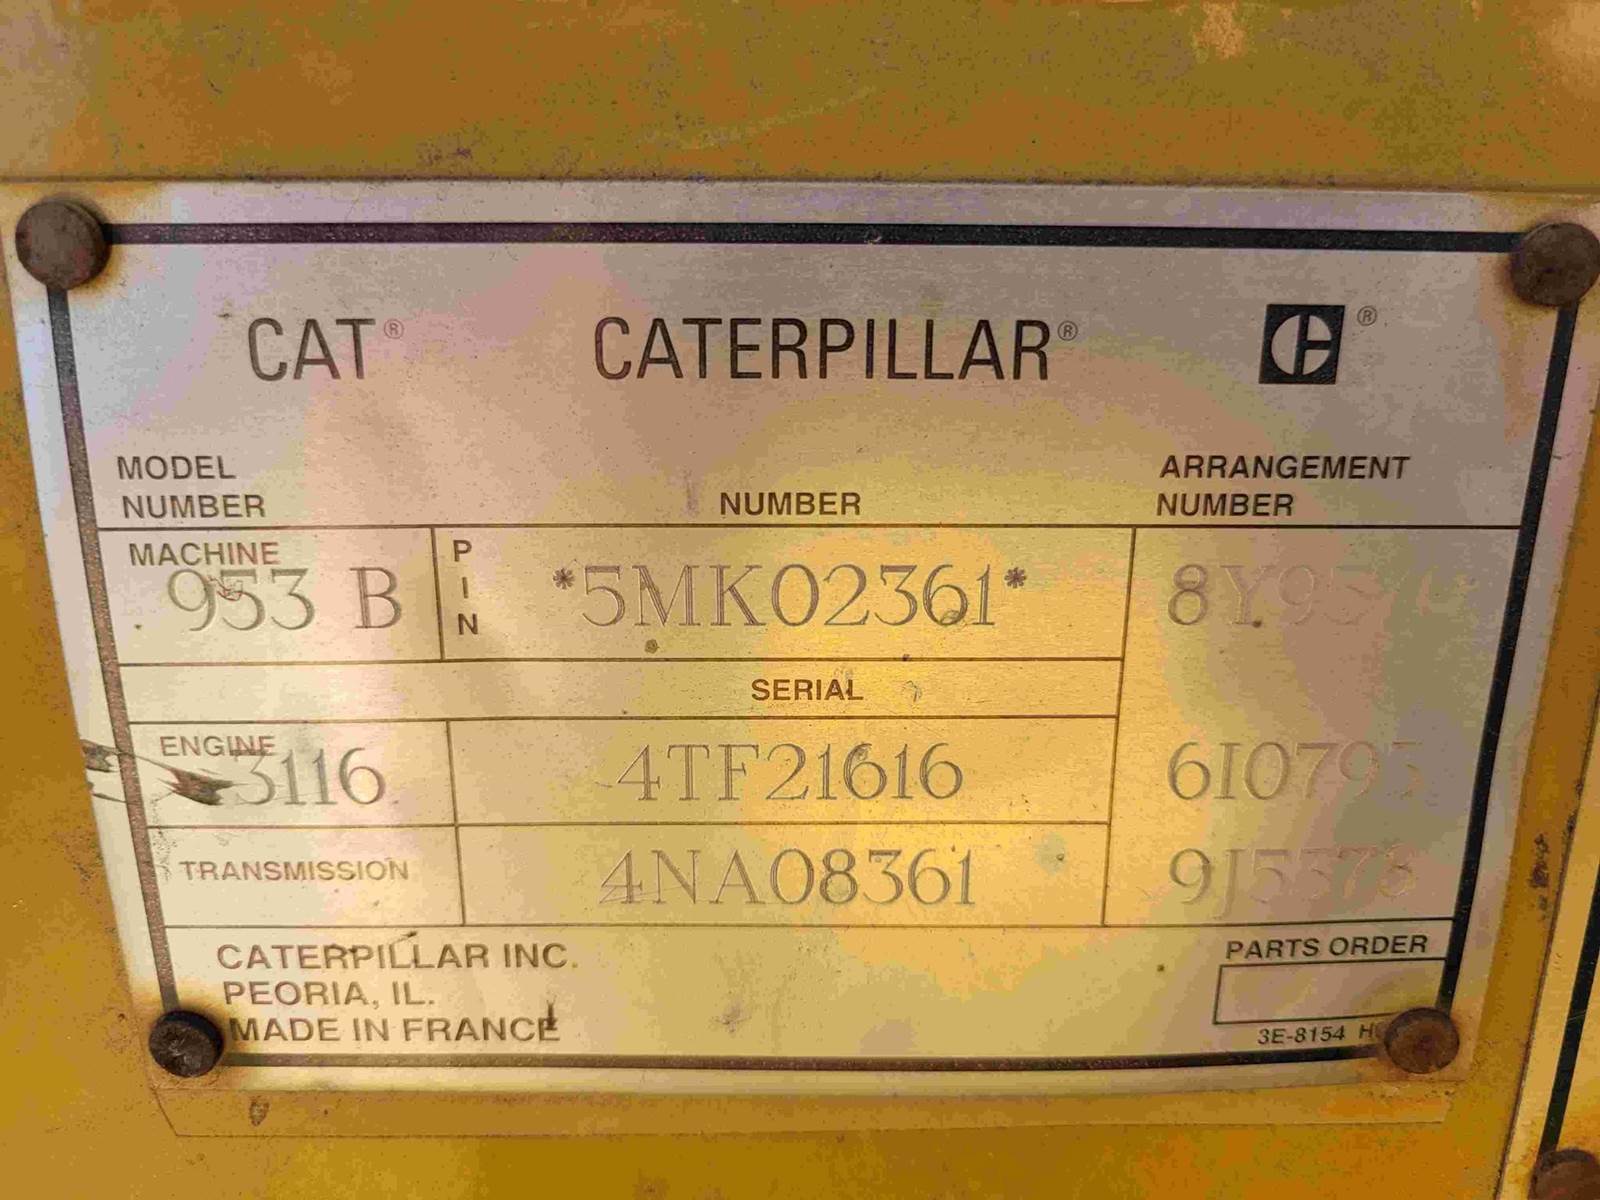 CAT® CATERPILLAR® ®
MODEL NUMBER NUMBER ARRANGEMENT NUMBER
MACHINE
953 B PIN *5MK02361*
SERIAL
ENGINE
3116 4TF21616
TRANSMISSION 4NA08361
CATERPILLAR INC.
PEORIA, IL.
MADE IN FRANCE
PARTS ORDER
3E-8154